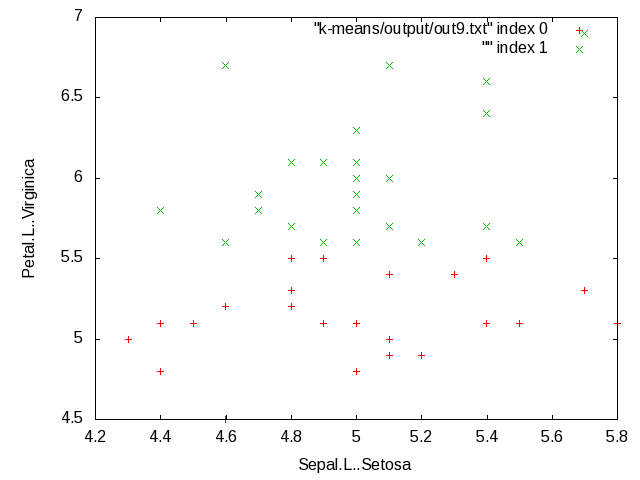 7
"k-means/output/out9.txt" index 0
"" index 1
6.5
6
5.5
5
4.5
Petal.L..Virginica
4.2 4.4 4.6 4.8 5 5.2 5.4 5.6 5.8
Sepal.L..Setosa